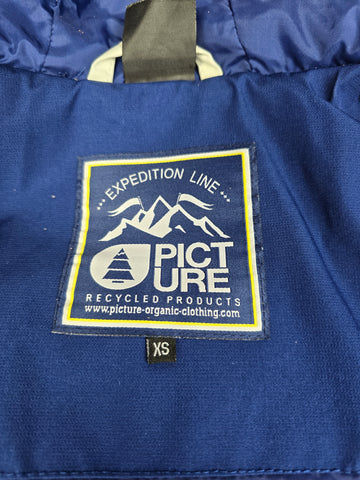 ... EXPEDITION LINE ...
PICT
URE
RECYCLED PRODUCTS
www.picture-organic-clothing.com
XS